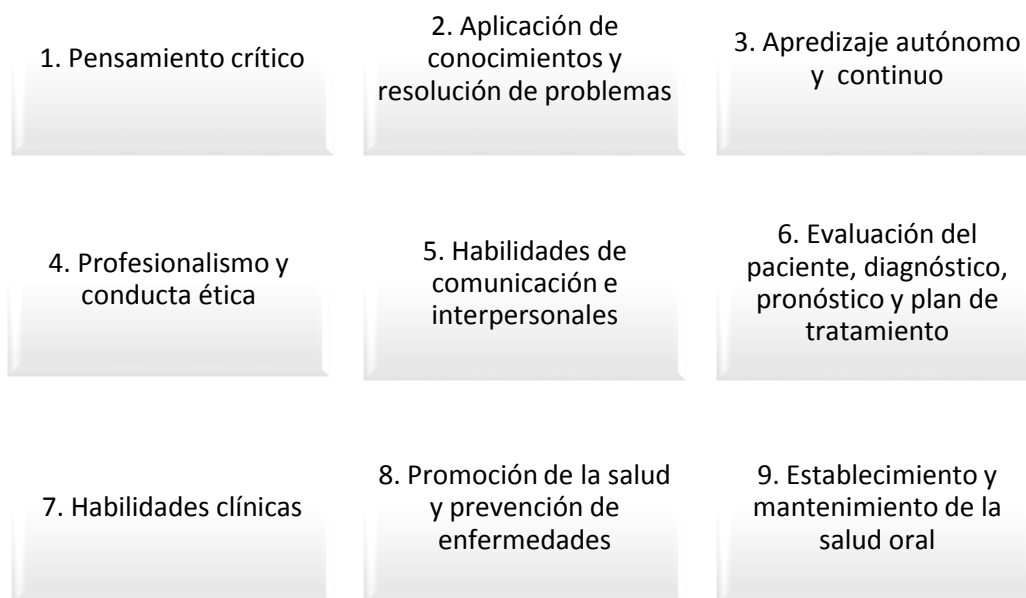 1. Pensamiento crítico
2. Aplicación de
conocimientos y
resolución de problemas
3. Apredizaje autónomo
y continuo
4. Profesionalismo y
conducta ética
5. Habilidades de
comunicación e
interpersonales
6. Evaluación del
paciente, diagnóstico,
pronóstico y plan de
tratamiento
7. Habilidades clínicas
8. Promoción de la salud
y prevención de
enfermedades
9. Establecimiento y
mantenimiento de la
salud oral